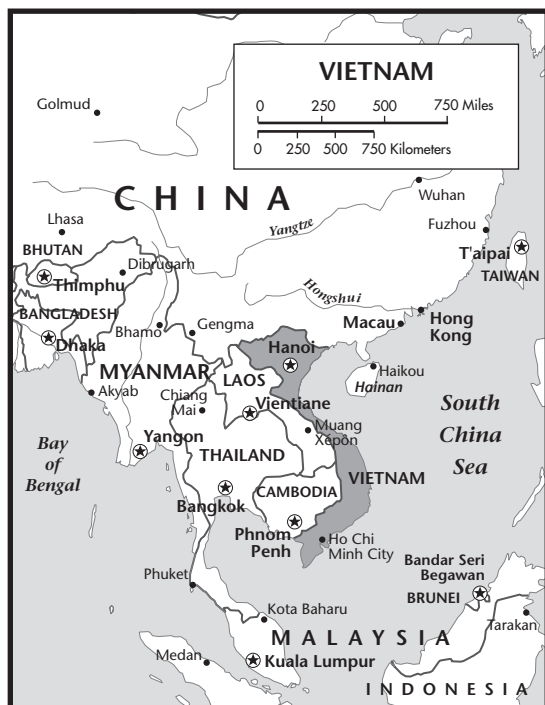 VIETNAM
0 250 500 750 Miles
0 250 500 750 Kilometers
Golmud
CHINA
Wuhan
Lhasa
Yangtze
Fuzhou
BHUTAN
T'aipai
Dibrugarh
TAIWAN
Thimphu
Hongshui
BANGLADESH
Macau
Hong
Kong
Bhamo
Gengma
Dhaka
Hanoi
MYANMAR
LAOS
Haikou
Hainan
Akyab
Chiang
Mai
Vientiane
South
China
Sea
Muang
Xépôn
Bay
of
Bengal
Yangon
THAILAND
VIETNAM
CAMBODIA
Bangkok
Phnom
Penh
Ho Chi
Minh City
Bandar Seri
Begawan
BRUNEI
Phuket
Kota Baharu
Tarakan
MALAYSIA
Medan
Kuala Lumpur
INDONESIA